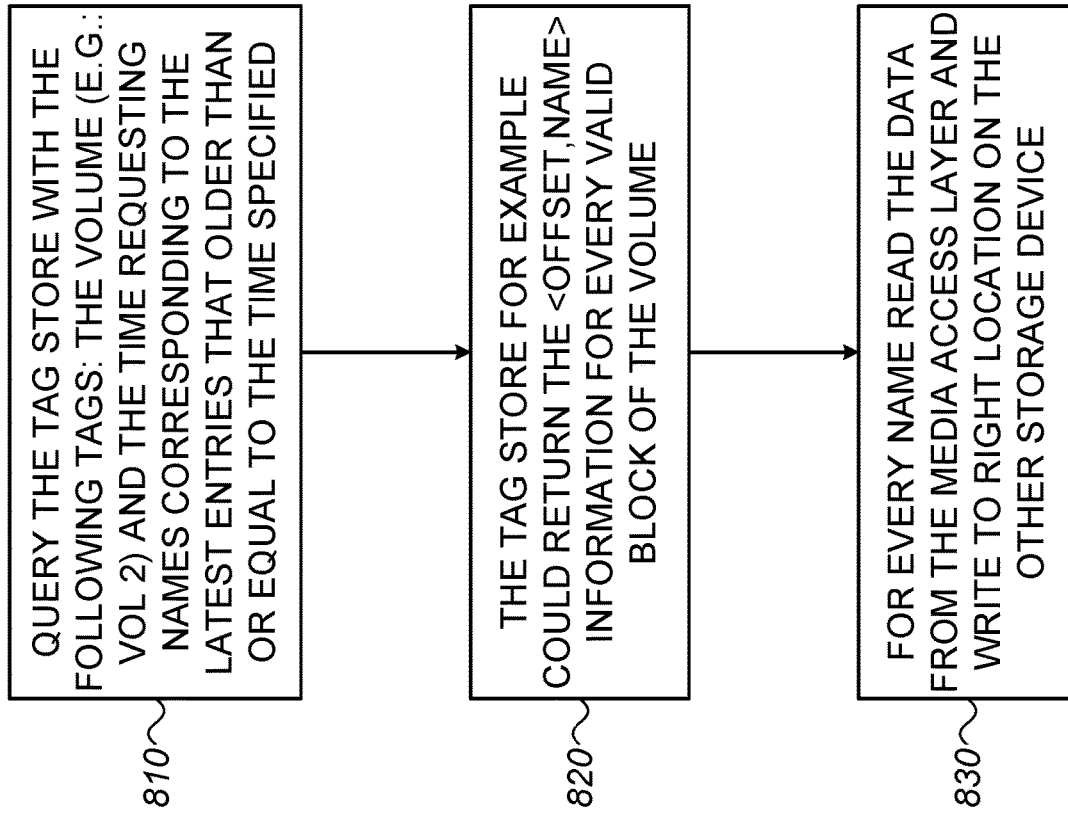 QUERY THE TAG STORE WITH THE
FOLLOWING TAGS: THE VOLUME (E.G.:
VOL 2) AND THE TIME REQUESTING
NAMES CORRESPONDING TO THE
LATEST ENTRIES THAT OLDER THAN
OR EQUAL TO THE TIME SPECIFIED
810
THE TAG STORE FOR EXAMPLE
COULD RETURN THE <OFFSET, NAME>
INFORMATION FOR EVERY VALID
BLOCK OF THE VOLUME
820
FOR EVERY NAME READ THE DATA
FROM THE MEDIA ACCESS LAYER AND
WRITE TO RIGHT LOCATION ON THE
OTHER STORAGE DEVICE
830